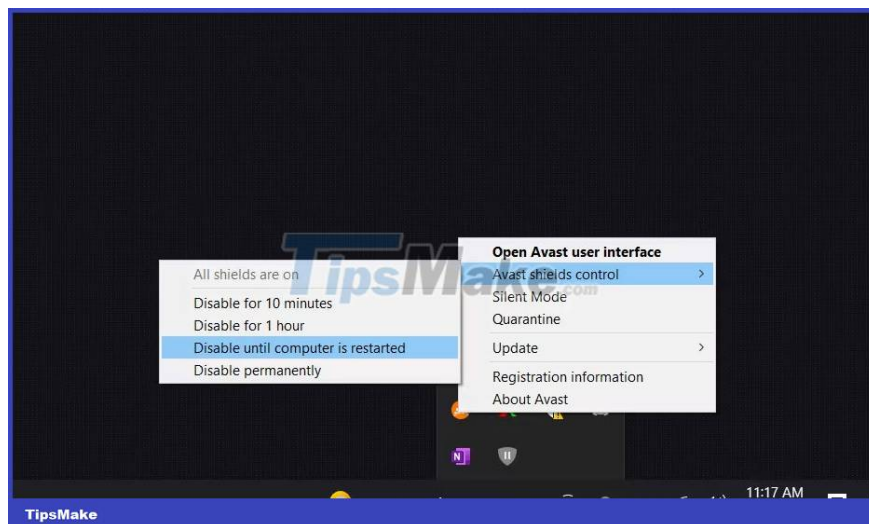 TipsMake
.com
Open Avast user interface
Avast shields control
Silent Mode
Quarantine
Update
Registration information
About Avast
All shields are on
Disable for 10 minutes
Disable for 1 hour
Disable until computer is restarted
Disable permanently
N
11:17 AM
TipsMake